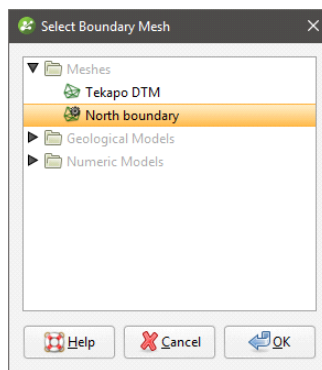 Select Boundary Mesh
Meshes
Tekapo DTM
North boundary
Geological Models
Numeric Models
Help
Cancel
OK